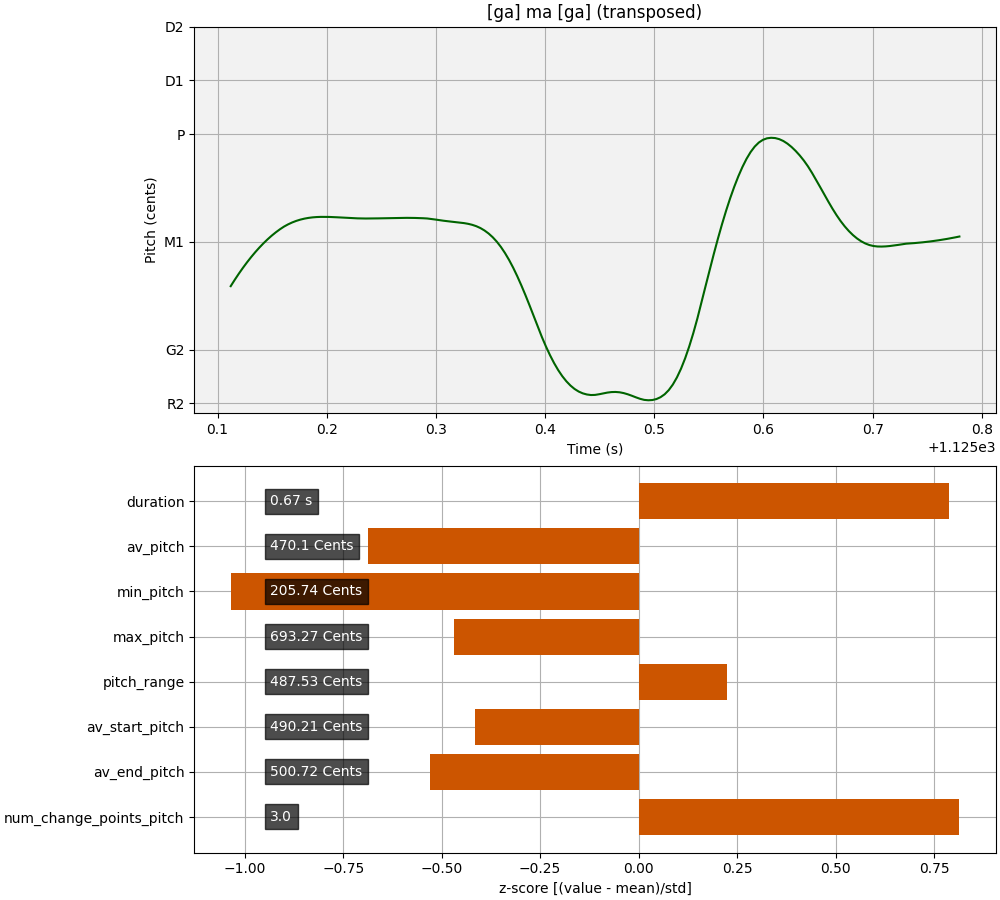 [ga] ma [ga] (transposed)
D2
D1
P
M1
G2
R2
Pitch (cents)
0.1 0.2 0.3 0.4 0.5 0.6 0.7 0.8
Time (s)
+1.125e3
duration 0.67 s
av_pitch 470.1 Cents
min_pitch 205.74 Cents
max_pitch 693.27 Cents
pitch_range 487.53 Cents
av_start_pitch 490.21 Cents
av_end_pitch 500.72 Cents
num_change_points_pitch 3.0
−1.00 −0.75 −0.50 −0.25 0.00 0.25 0.50 0.75
z-score [(value - mean)/std]